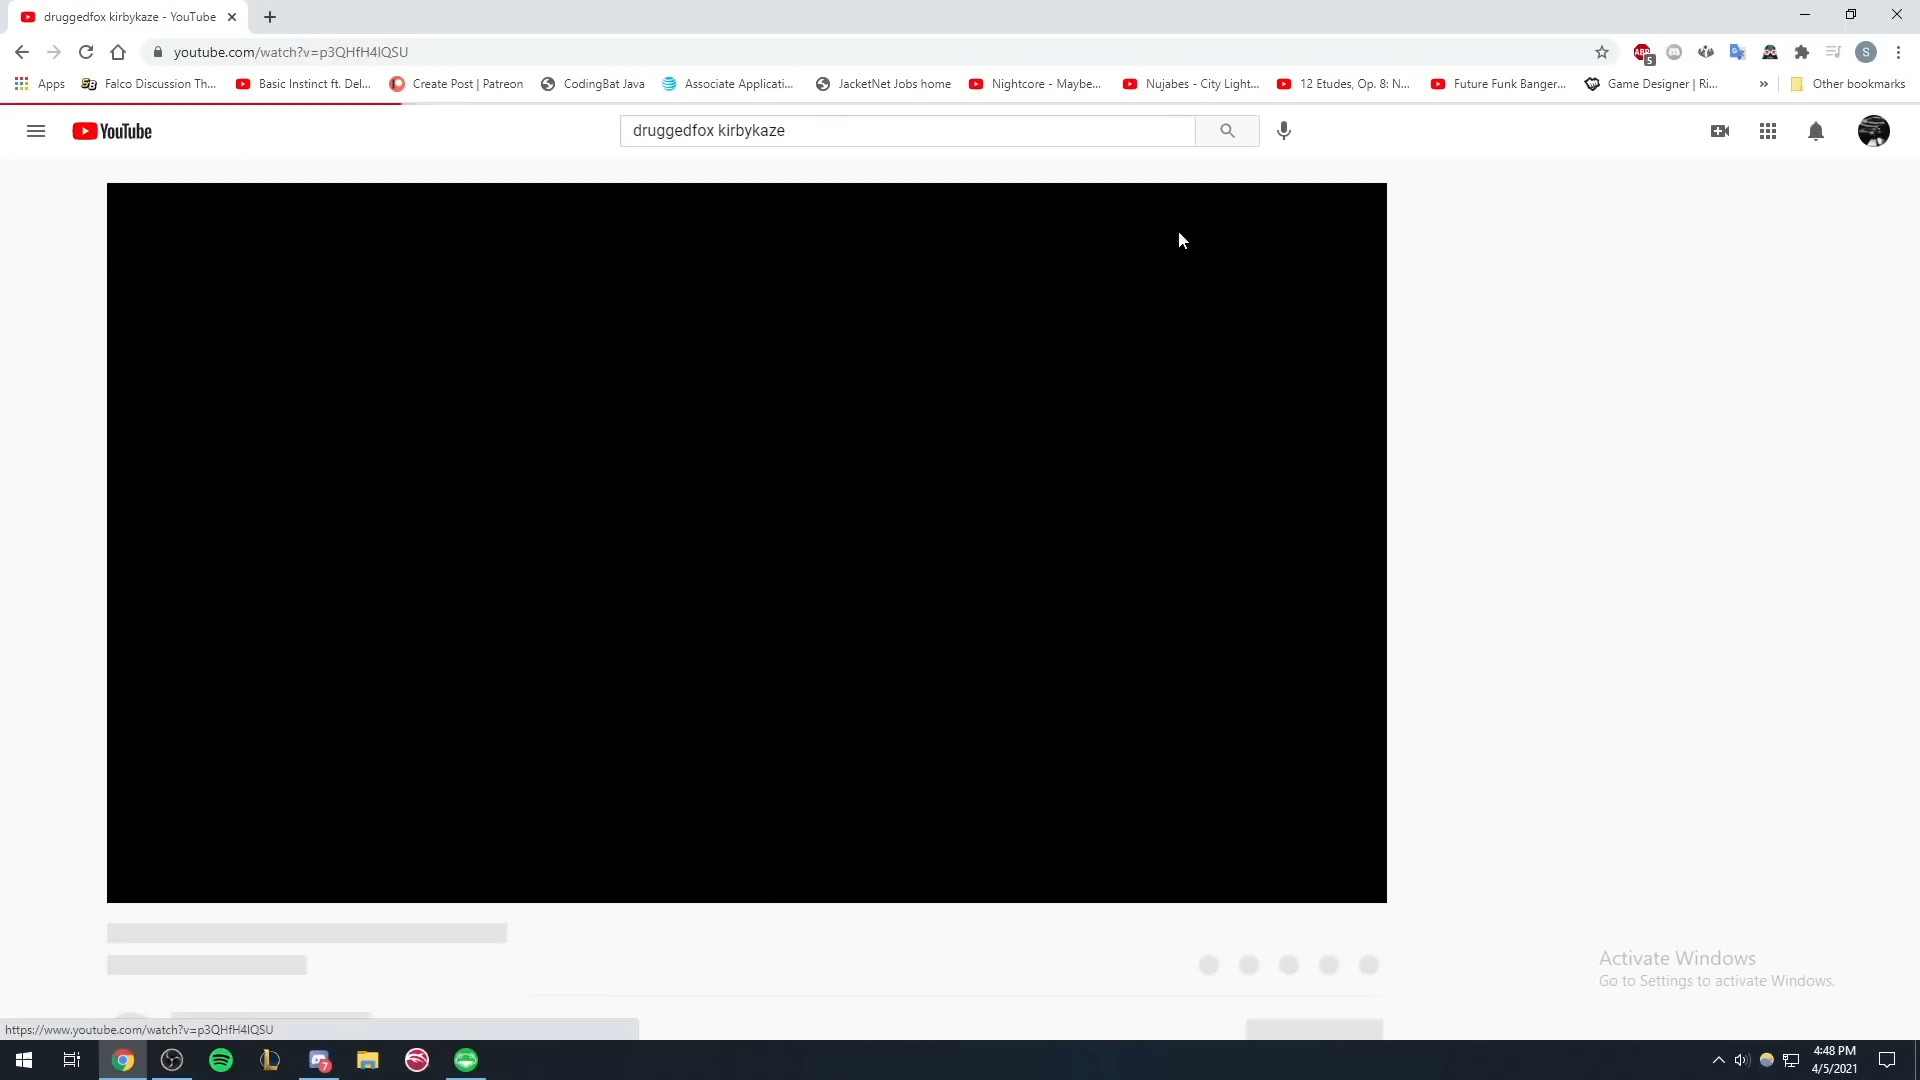 druggedfox kirbykaze - YouTube
youtube.com/watch?v=p3QHfH4lQSU
ABP
5
S
Apps
Falco Discussion Th...
Basic Instinct ft. Del...
Create Post | Patreon
CodingBat Java
Associate Applicati...
JacketNet Jobs home
Nightcore - Maybe...
Nujabes - City Light...
12 Etudes, Op. 8: N...
Future Funk Banger...
Game Designer | Ri...
»
Other bookmarks
YouTube
druggedfox kirbykaze
Activate Windows
Go to Settings to activate Windows.
https://www.youtube.com/watch?v=p3QHfH4lQSU
7
4:48 PM
4/5/2021